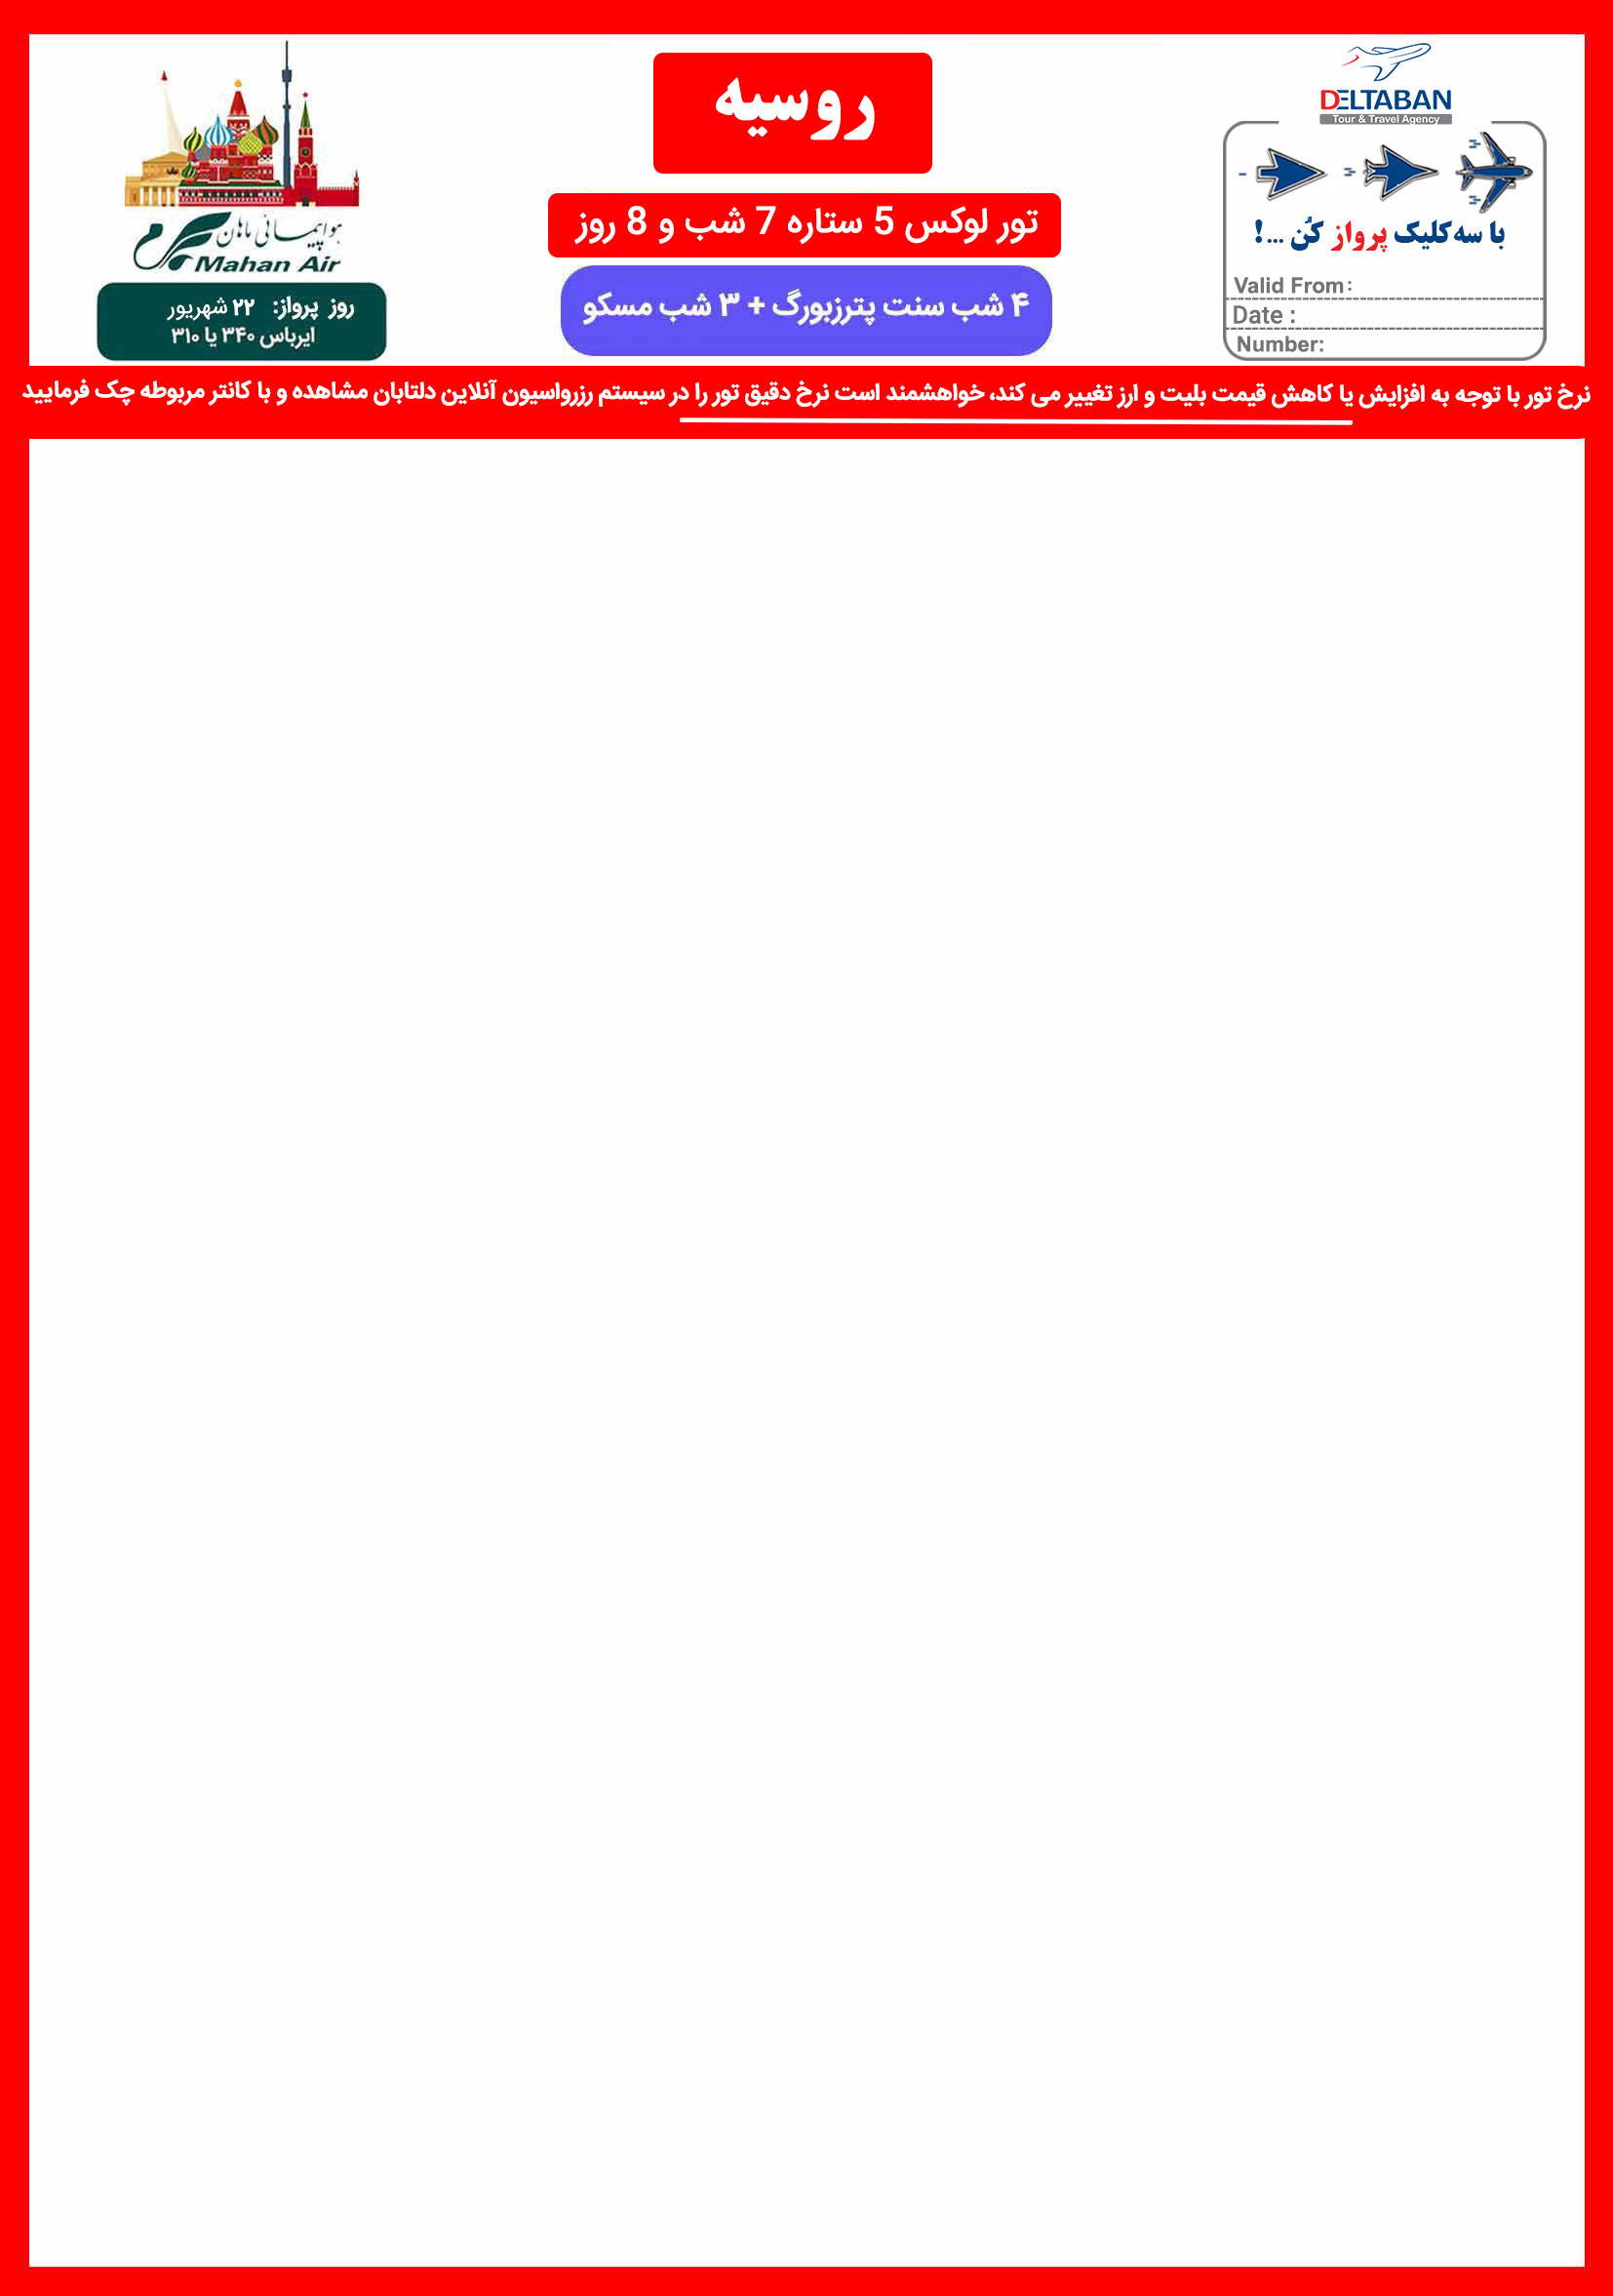 DELTABAN
Tour & Travel Agency
با سه کلیک پرواز کُن ...!
Valid From:
Date :
Number:
روسیه
تور لوکس 5 ستاره 7 شب و 8 روز
۴ شب سنت پترزبورگ + ۳ شب مسکو
هواپیمائی ماهان
Mahan Air
روز پرواز: ۲۲ شهریور
ایرباس ۳۴۰ یا ۳۱۰
نرخ تور با توجه به افزایش یا کاهش قیمت بلیت و ارز تغییر می کند، خواهشمند است نرخ دقیق تور را در سیستم رزرواسیون آنلاین دلتابان مشاهده و با کانتر مربوطه چک فرمایید